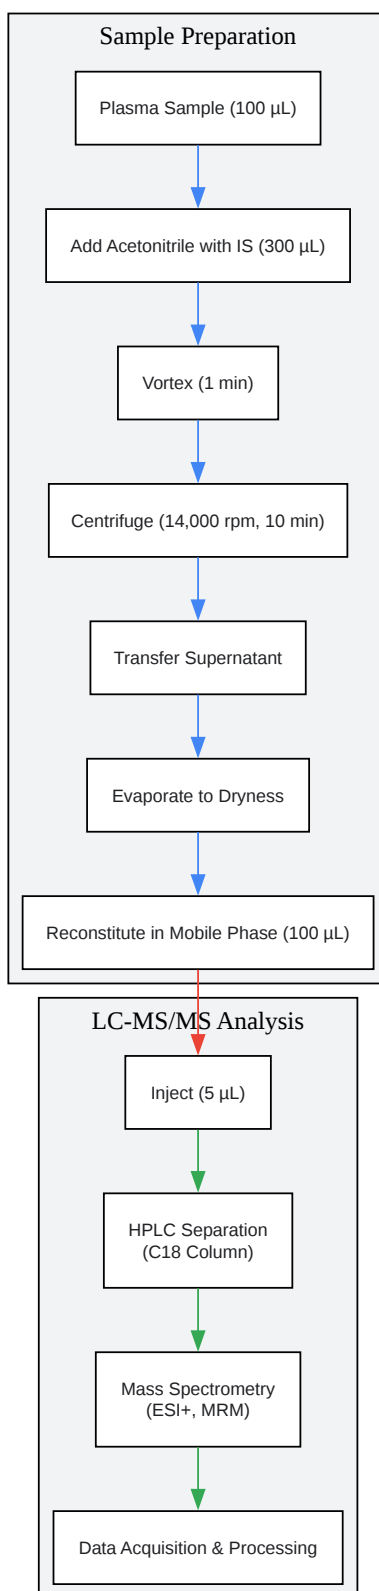 Sample Preparation
Plasma Sample (100 µL)
Add Acetonitrile with IS (300 µL)
Vortex (1 min)
Centrifuge (14,000 rpm, 10 min)
Transfer Supernatant
Evaporate to Dryness
Reconstitute in Mobile Phase (100 µL)
LC-MS/MS Analysis
Inject (5 µL)
HPLC Separation
(C18 Column)
Mass Spectrometry
(ESI+, MRM)
Data Acquisition & Processing